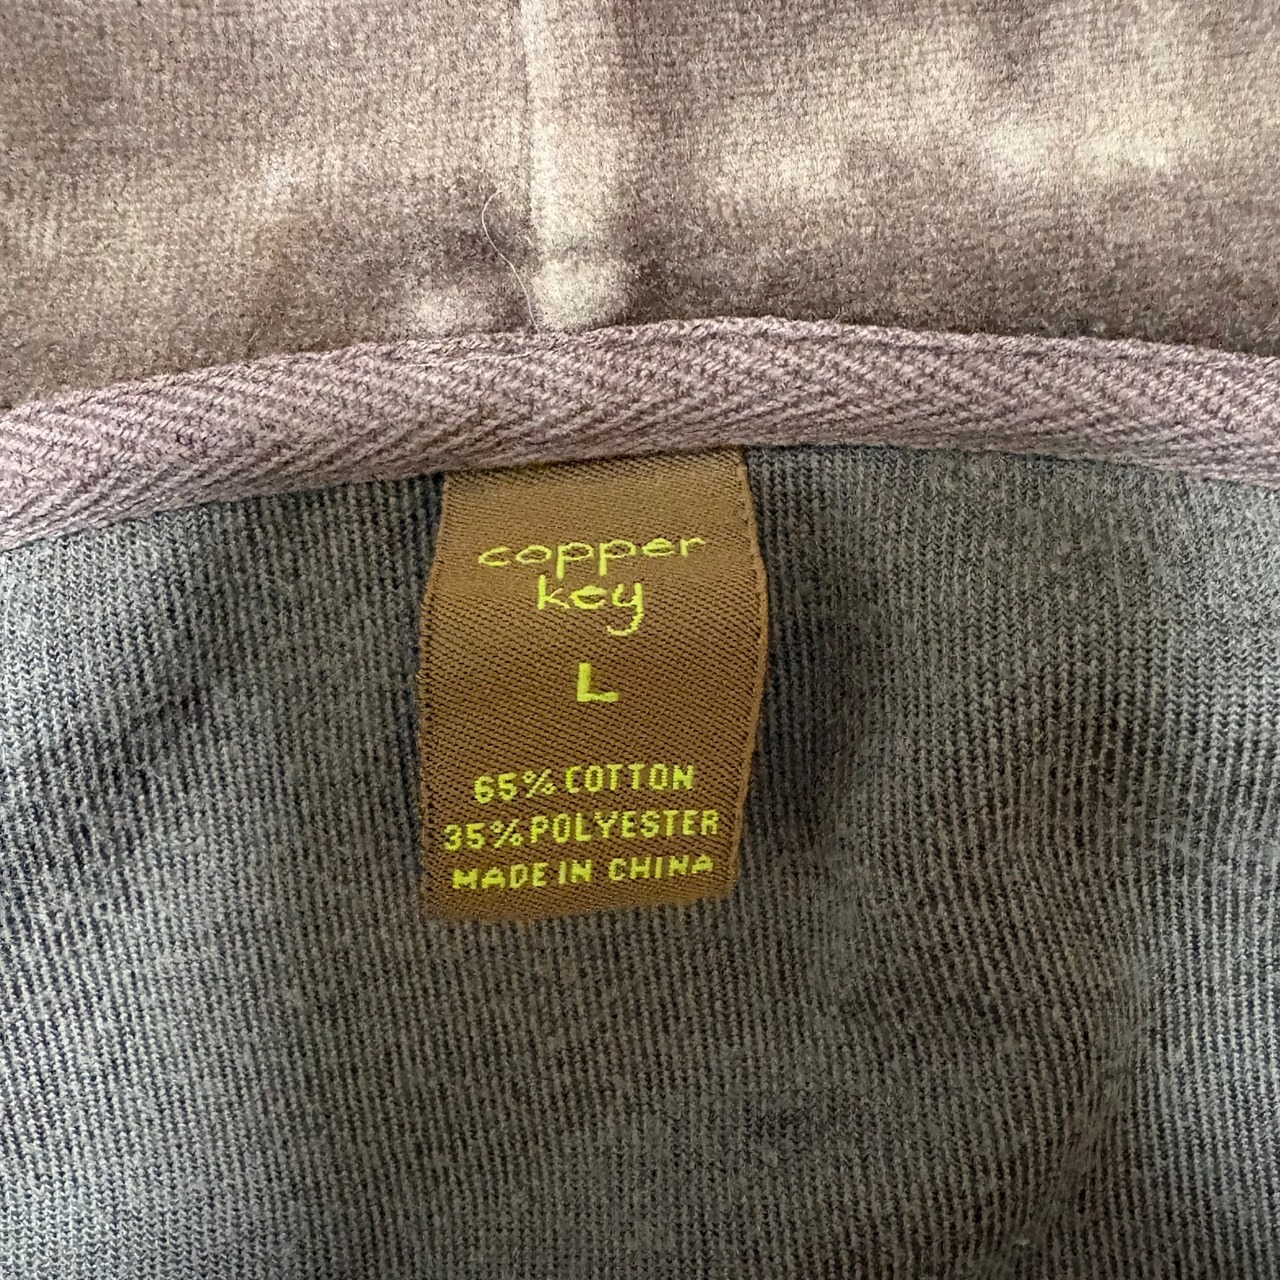 copper
key
L
65% COTTON
35% POLYESTER
MADE IN CHINA